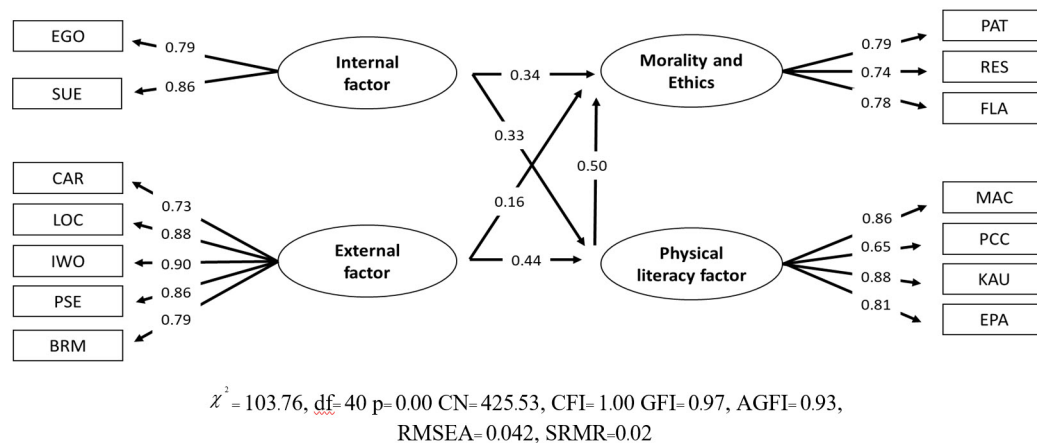 EGO
SUE
0.79
0.86
Internal
factor
0.34
0.33
Morality and
Ethics
0.79
0.74
0.78
PAT
RES
FLA
CAR
LOC
IWO
PSE
BRM
0.73
0.88
0.90
0.86
0.79
External
factor
0.16
0.44
0.50
Physical
literacy factor
0.86
0.65
0.88
0.81
MAC
PCC
KAU
EPA
χ² = 103.76, df= 40 p= 0.00 CN= 425.53, CFI= 1.00 GFI= 0.97, AGFI= 0.93,
RMSEA= 0.042, SRMR=0.02